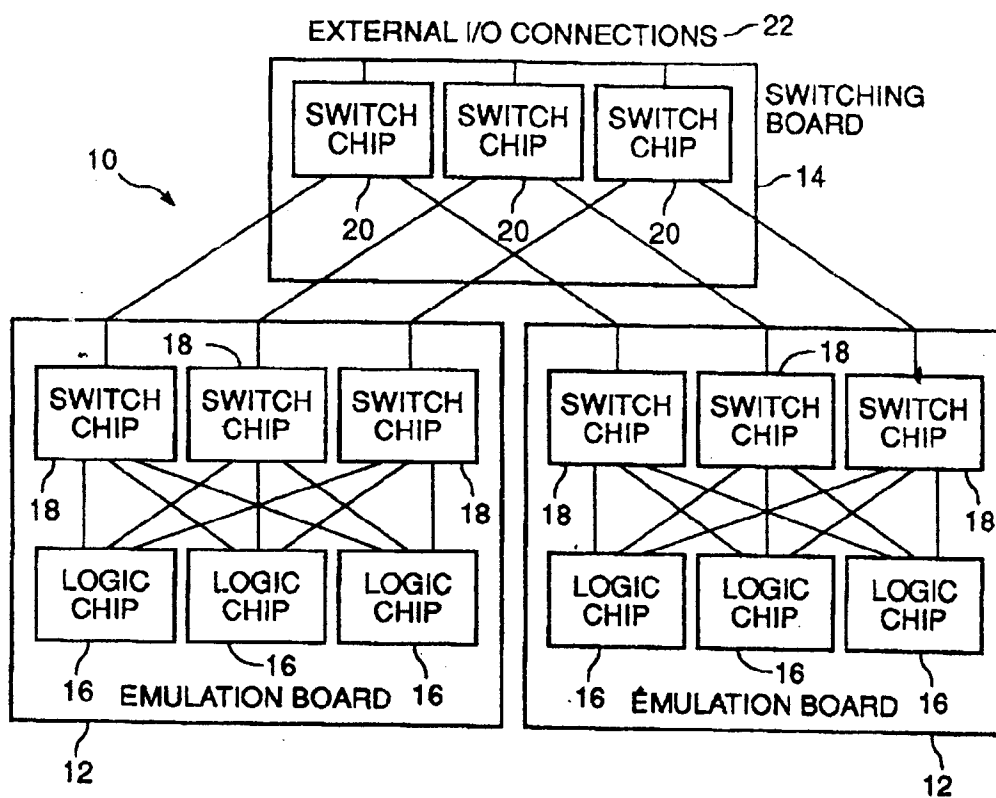 EXTERNAL I/O CONNECTIONS 22
SWITCHING
BOARD
SWITCH
CHIP
SWITCH
CHIP
SWITCH
CHIP
10
14
20
20
20
18
18
SWITCH
CHIP
SWITCH
CHIP
SWITCH
CHIP
SWITCH
CHIP
SWITCH
CHIP
SWITCH
CHIP
18
18
18
18
LOGIC
CHIP
LOGIC
CHIP
LOGIC
CHIP
LOGIC
CHIP
LOGIC
CHIP
LOGIC
CHIP
16
16
16
16
16
16
EMULATION BOARD
EMULATION BOARD
12
12